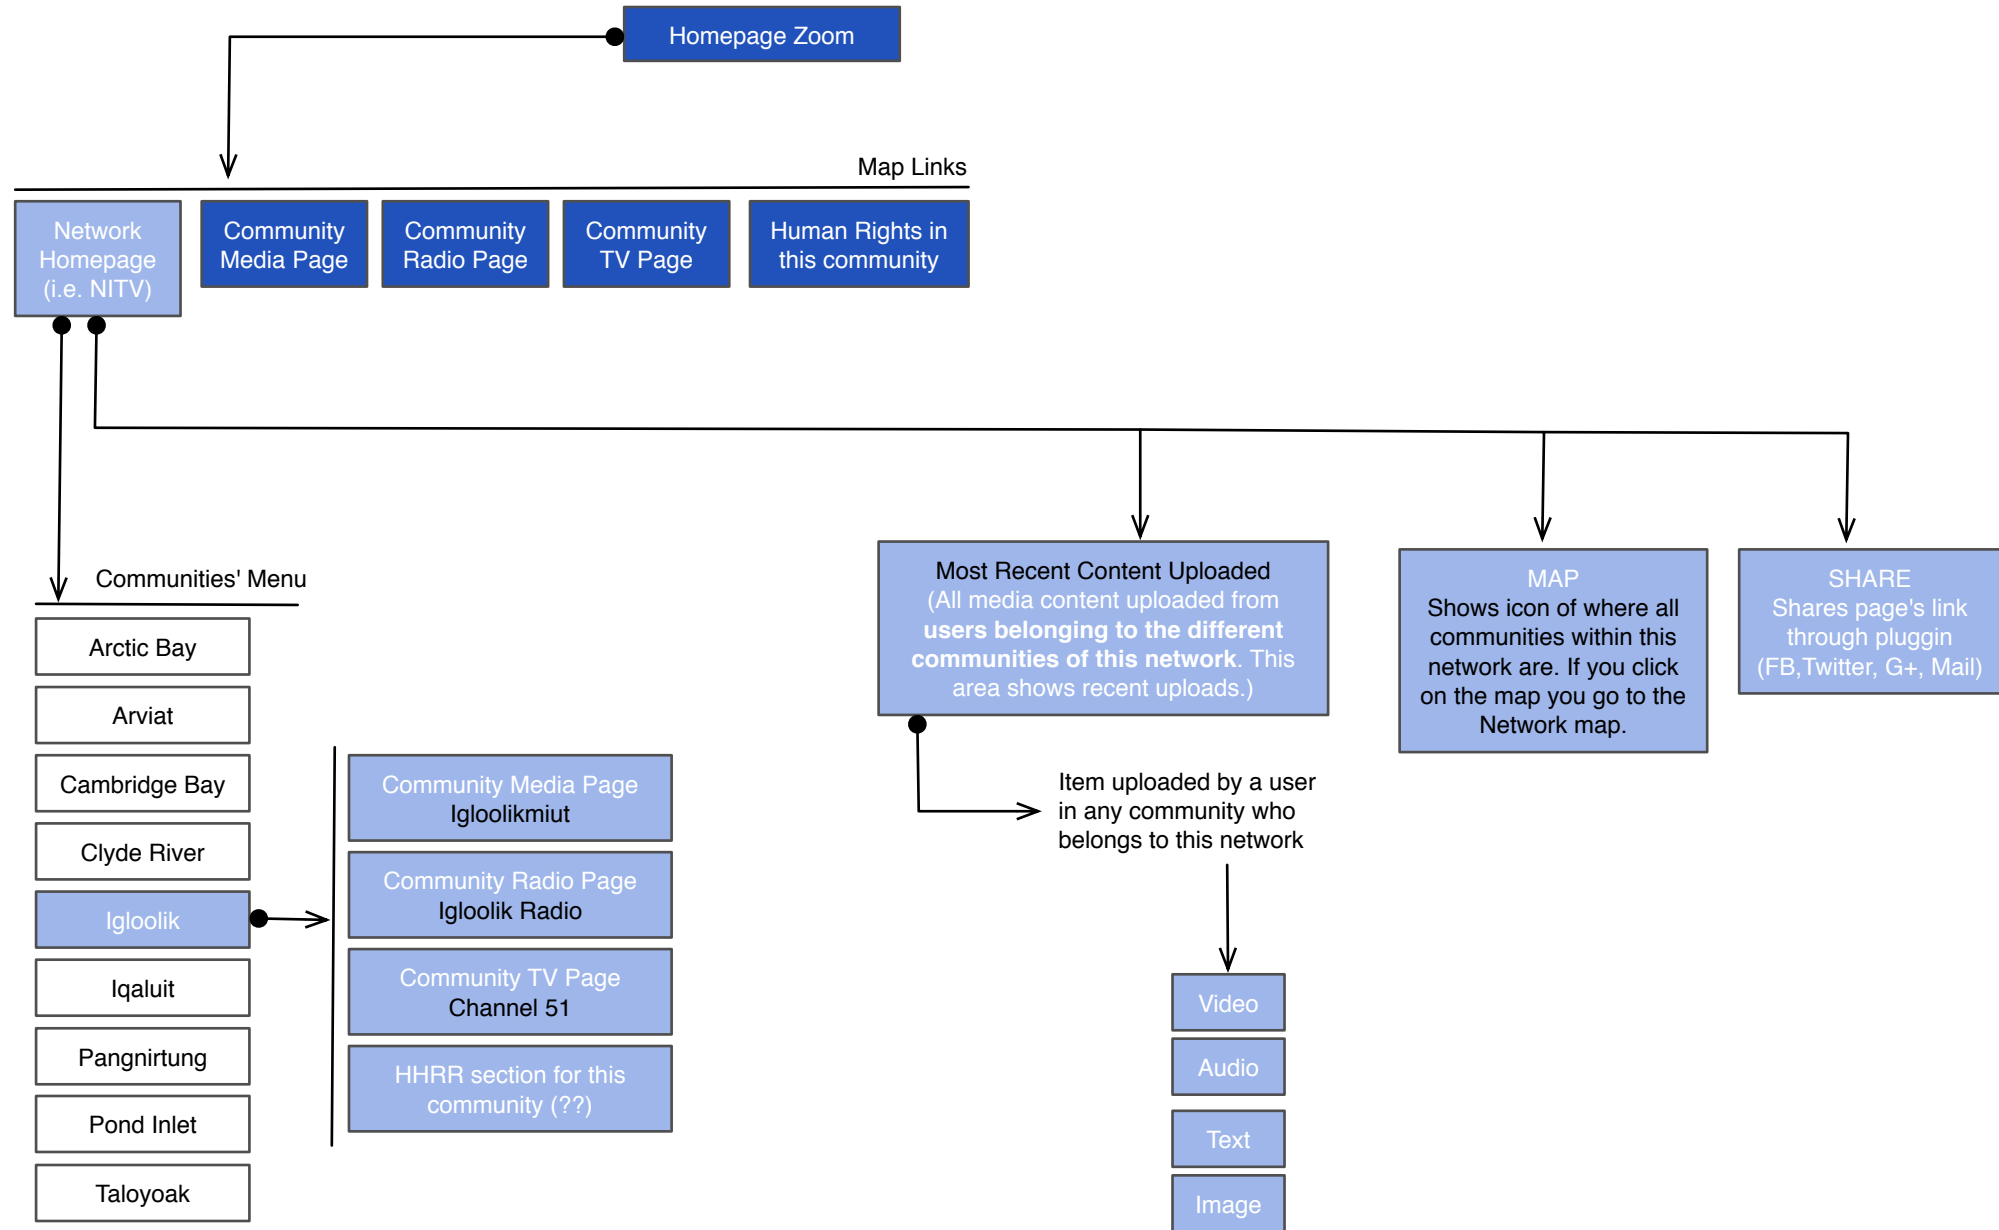 Homepage Zoom
Map Links
Network
Homepage
(i.e. NITV)
Community
Media Page
Community
Radio Page
Community
TV Page
Human Rights in
this community
Communities' Menu
Arctic Bay
Arviat
Cambridge Bay
Clyde River
Igloolik
Iqaluit
Pangnirtung
Pond Inlet
Taloyoak
Community Media Page
Igloolikmiut
Community Radio Page
Igloolik Radio
Community TV Page
Channel 51
HHRR section for this
community (??)
Most Recent Content Uploaded
(All media content uploaded from
users belonging to the different
communities of this network. This
area shows recent uploads.)
Item uploaded by a user
in any community who
belongs to this network
Video
Audio
Text
Image
MAP
Shows icon of where all
communities within this
network are. If you click
on the map you go to the
Network map.
SHARE
Shares page's link
through pluggin
(FB,Twitter, G+, Mail)